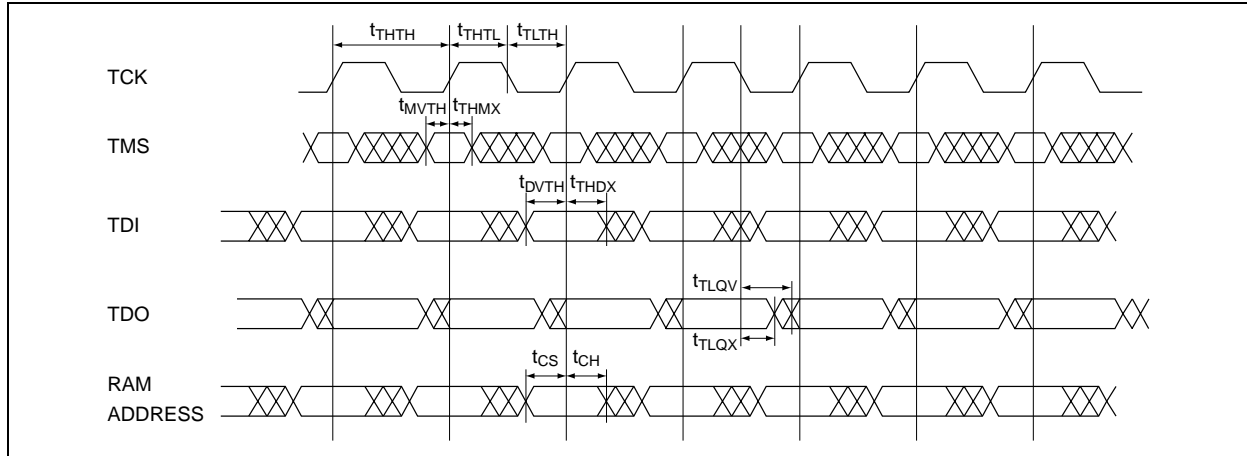 tTHTH tTHTL tTLTH
TCK
tMVTH tTHMX
TMS
tDVTH tTHDX
TDI
tTLQV
TDO
tTLQX
tCS tCH
RAM
ADDRESS